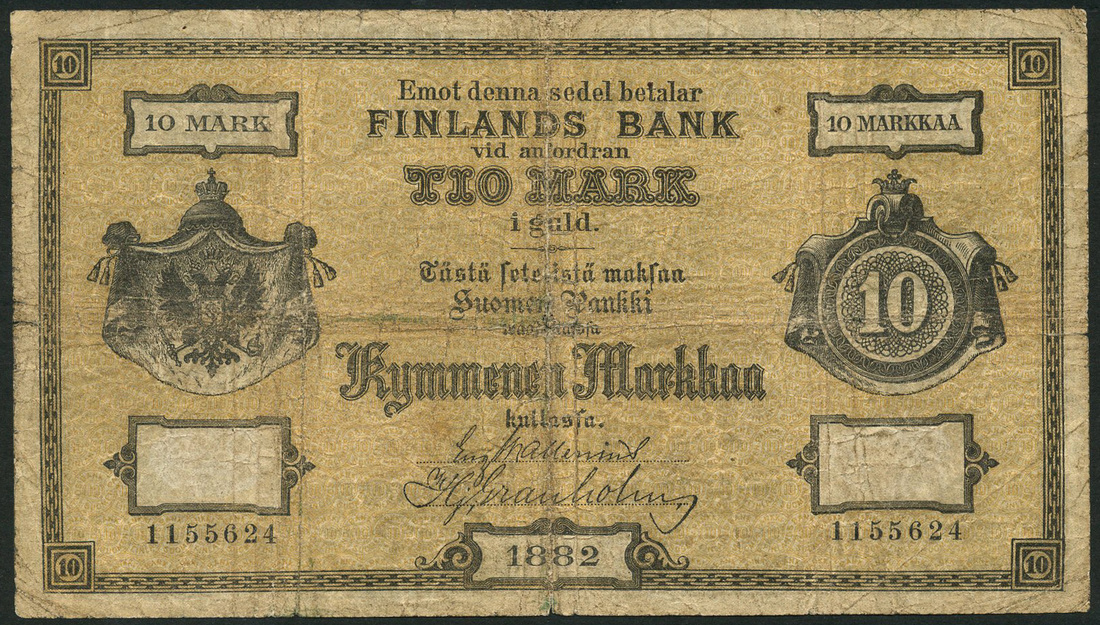 10
10
10 MARK
10 MARKKAA
Emot denna sedel betalar
FINLANDS BANK
vid anfordran
TIO MARK
i guld.
Tästä setelistä maksaa
Suomen Pankki
Kymmenen Markkaa
kullassa.
10
H. Granholm
1155624
1155624
1882
10
10